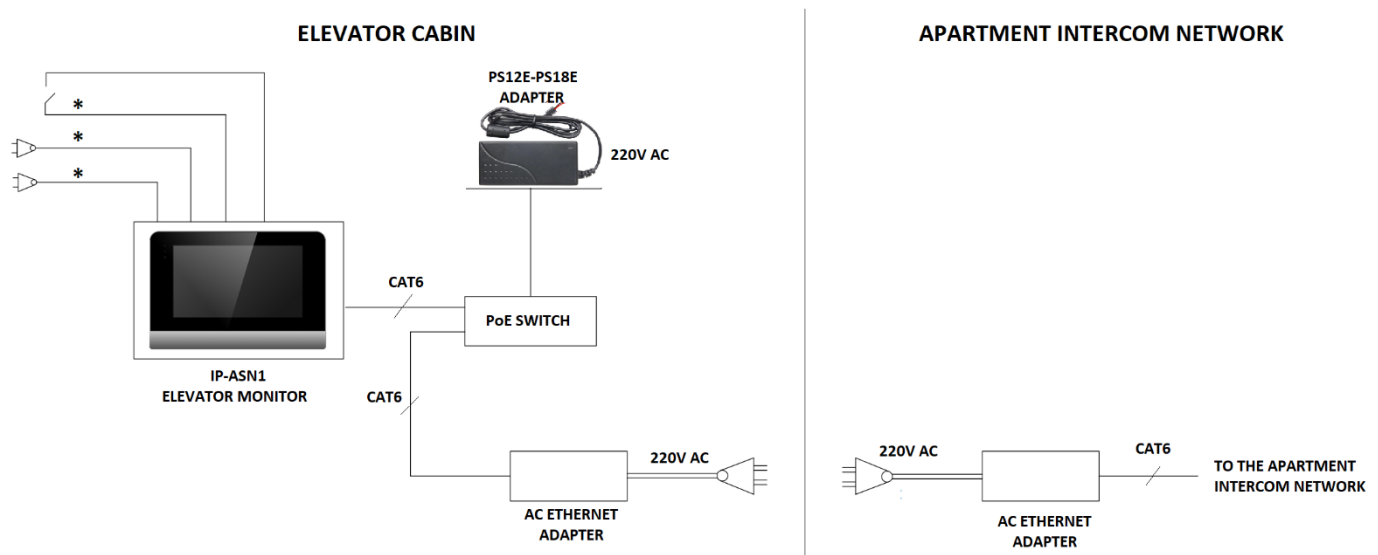 ELEVATOR CABIN
APARTMENT INTERCOM NETWORK
PS12E-PS18E
ADAPTER
220V AC
*
*
*
CAT6
PoE SWITCH
IP-ASN1
ELEVATOR MONITOR
CAT6
220V AC
AC ETHERNET
ADAPTER
220V AC
CAT6
TO THE APARTMENT
INTERCOM NETWORK
AC ETHERNET
ADAPTER